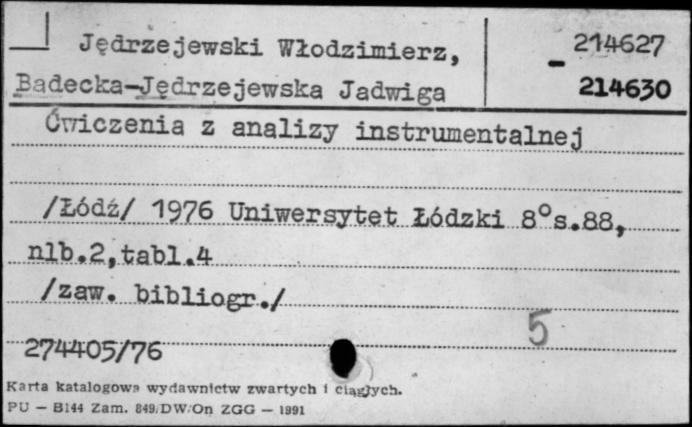 Jędrzejewski Włodzimierz,
214627
Badecka-Jędrzejewska Jadwiga
- 214630
Ćwiczenia z analizy instrumentalnej
/Łódź/ 1976 Uniwersytet Łódzki 8° s.88,
nlb.2, tabl.4
/zaw. bibliogr./
5
274405/76
Karta katalogowa wydawnictw zwartych i ciągłych.
PU — B144 Zam. 849/DW/On ZGG — 1991